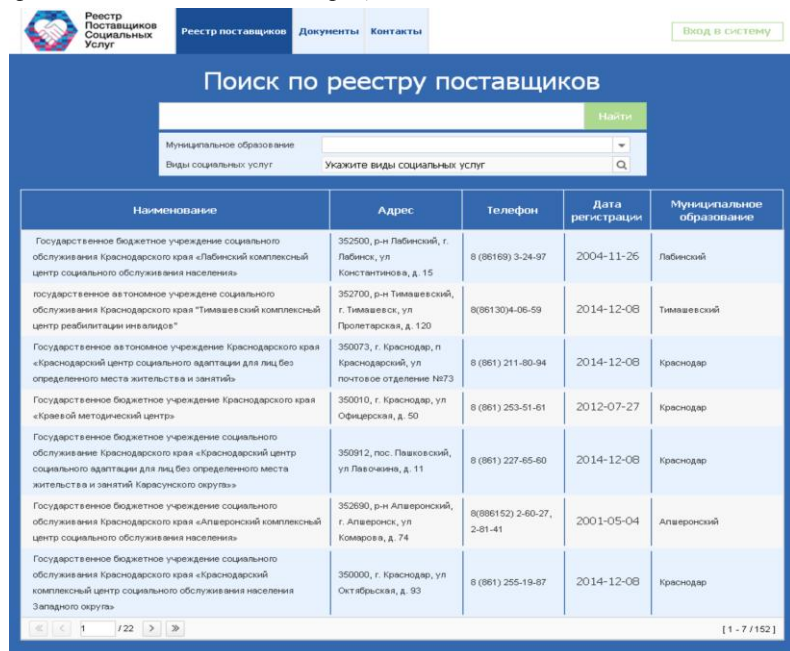 Реестр
Поставщиков
Социальных
Услуг
Реестр поставщиков Документы Контакты
Вход в систему
Поиск по реестру поставщиков
Найти
Муниципальное образование
Виды социальных услуг Укажите виды социальных услуг
Наименование Адрес Телефон Дата регистрации Муниципальное образование
Государственное бюджетное учреждение социального
обслуживания Краснодарского края «Лабинский комплексный
центр социального обслуживания населения»
352500, р-н Лабинский, г.
Лабинск, ул
Константинова, д. 15
8 (86169) 3-24-97
2004-11-26
Лабинский
государственное автономное учреждене социального
обслуживания Краснодарского края "Тимашевский комплексный
центр реабилитации инвалидов"
352700, р-н Тимашевский,
г. Тимашевск, ул
Пролетарская, д. 120
8(86130)4-06-59
2014-12-08
Тимашевский
Государственное автономное учреждение Краснодарского края
«Краснодарский центр социального адаптации для лиц без
определенного места жительства и занятий»
350073, г. Краснодар, п
Краснодарский, ул
почтовое отделение №73
8 (861) 211-80-94
2014-12-08
Краснодар
Государственное бюджетное учреждение Краснодарского края
«Краевой методический центр»
350010, г. Краснодар, ул
Офицерская, д. 50
8 (861) 253-51-61
2012-07-27
Краснодар
Государственное бюджетное учреждение социального
обслуживание Краснодарского края «Краснодарский центр
социального адаптации для лиц без определенного места
жительства и занятий Карасунского округа»»
350912, пос. Пашковский,
ул Лавочкина, д. 11
8 (861) 227-65-60
2014-12-08
Краснодар
Государственное бюджетное учреждение социального
обслуживания Краснодарского края «Апшеронский комплексный
центр социального обслуживания населения»
352690, р-н Апшеронский,
г. Апшеронск, ул
Комарова, д. 74
8(886152) 2-60-27,
2-81-41
2001-05-04
Апшеронский
Государственное бюджетное учреждение социального
обслуживания Краснодарского края «Краснодарский
комплексный центр социального обслуживания населения
Западного округа»
350000, г. Краснодар, ул
Октябрьская, д. 93
8 (861) 255-19-87
2014-12-08
Краснодар
1 / 22
[1 - 7 / 152]